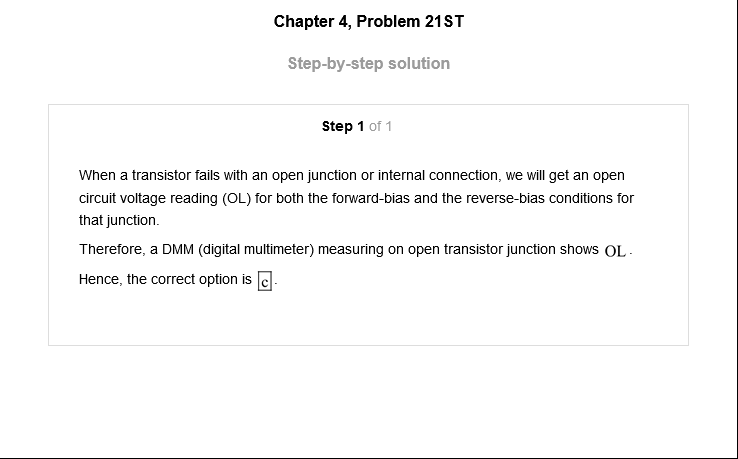 Chapter 4, Problem 21ST
Step-by-step solution
Step 1 of 1
When a transistor fails with an open junction or internal connection, we will get an open
circuit voltage reading (OL) for both the forward-bias and the reverse-bias conditions for
that junction.
Therefore, a DMM (digital multimeter) measuring on open transistor junction shows OL.
Hence, the correct option is c.